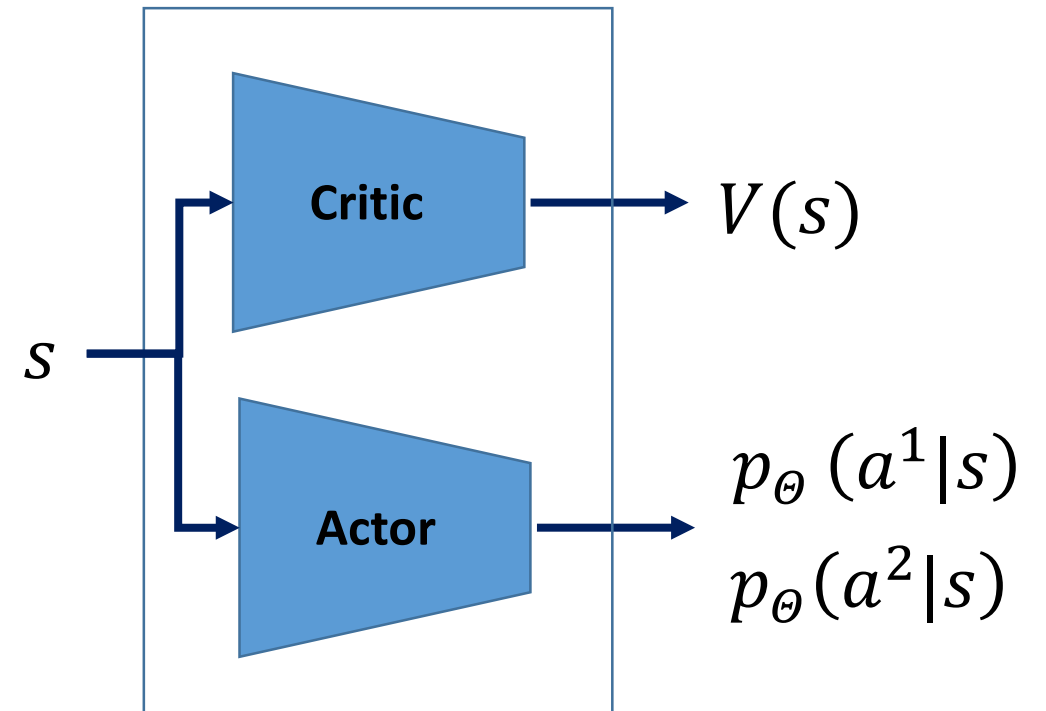 Critic
V(s)
s
p_Θ (a¹|s)
Actor
p_Θ(a²|s)